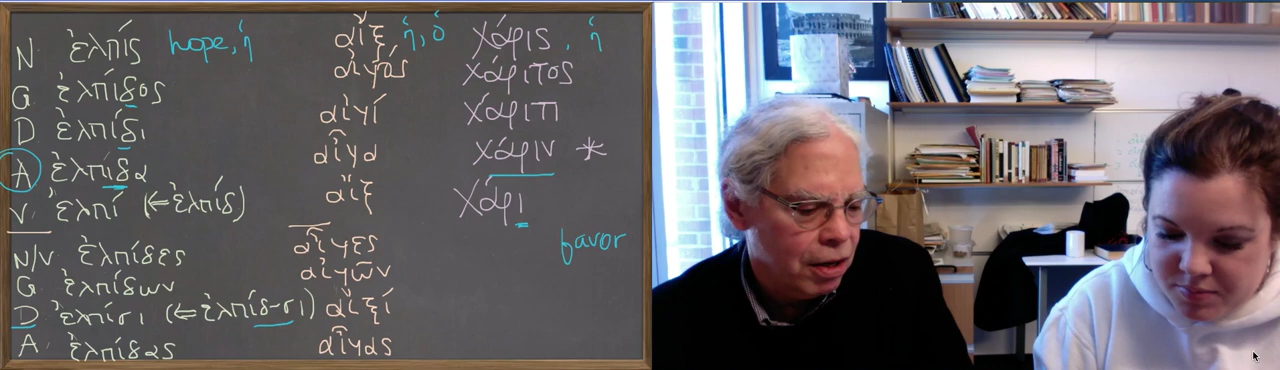 N ἐλπίς hope, ἡ αἴξ ἡ, ὁ χάρις, ἡ
G ἐλπίδος αἰγός χάριτος
D ἐλπίδι αἰγί χάριτι
A ἐλπίδα αἶγα χάριν *
V ἐλπί (⇐ἐλπίδ) αἴξ χάρι
favor
N/V ἐλπίδες αἶγες
G ἐλπίδων αἰγῶν
D ἐλπίσι (⇐ἐλπίδ-σι) αἰξί
A ἐλπίδας αἶγας